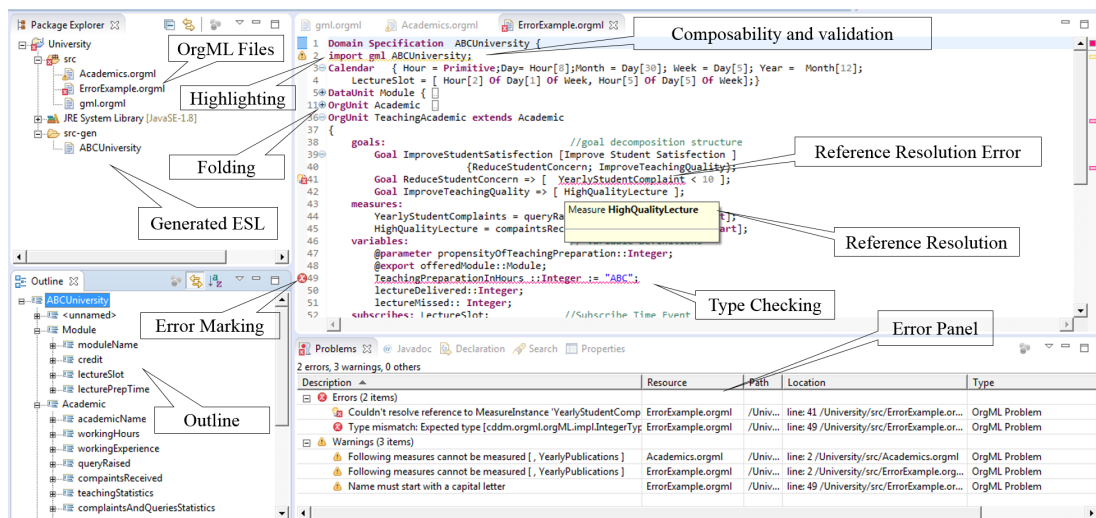 Package Explorer
University
src
Academics.orgml
ErrorExample.orgml
gml.orgml
JRE System Library [JavaSE-1.8]
src-gen
ABCUniversity
OrgML Files
Highlighting
Folding
Generated ESL
Outline
ABCUniversity
<unnamed>
Module
moduleName
credit
lectureSlot
lecturePrepTime
Academic
academicName
workingHours
workingExperience
queryRaised
compaintsReceived
teachingStatistics
complaintsAndQueriesStatistics
Error Marking
Outline
gml.orgml Academics.orgml ErrorExample.orgml
Composability and validation
1 Domain Specification ABCUniversity {
2 import gml ABCUniversity;
3 Calendar { Hour = Primitive;Day= Hour[8];Month = Day[30]; Week = Day[5]; Year = Month[12];
4 LectureSlot = [ Hour[2] Of Day[1] Of Week, Hour[5] Of Day[5] Of Week];}
5 DataUnit Module {
11 OrgUnit Academic
36 OrgUnit TeachingAcademic extends Academic
37 {
38 goals: //goal decomposition structure
39 Goal ImproveStudentSatisfection [Improve Student Satisfection ]
40 {ReduceStudentConcern; ImproveTeachingQuality};
41 Goal ReduceStudentConcern => [ YearlyStudentComplaint < 10 ];
42 Goal ImproveTeachingQuality => [ HighQualityLecture ];
43 measures:
44 YearlyStudentComplaints = queryRa t];
45 HighQualityLecture = compaintsRec art];
46 variables:
47 @parameter propensityOfTeachingPreparation::Integer;
48 @export offeredModule::Module;
49 TeachingPreparationInHours ::Integer := "ABC";
50 lectureDelivered::Integer;
51 lectureMissed:: Integer;
52 subscribes: LectureSlot; //Subscribe Time Event
Measure HighQualityLecture
Reference Resolution Error
Reference Resolution
Type Checking
Error Panel
Problems @ Javadoc Declaration Search Properties
2 errors, 3 warnings, 0 others
Description Resource Path Location Type
Errors (2 items)
Couldn't resolve reference to MeasureInstance 'YearlyStudentComp ErrorExample.orgml /Univ... line: 41 /University/src/ErrorExample.or... OrgML Problem
Type mismatch: Expected type [cddm.orgml.orgML.impl.IntegerTyp ErrorExample.orgml /Univ... line: 49 /University/src/ErrorExample.or... OrgML Problem
Warnings (3 items)
Following measures cannot be measured [ , YearlyPublications ] Academics.orgml /Univ... line: 2 /University/src/Academics.orgml OrgML Problem
Following measures cannot be measured [ , YearlyPublications ] ErrorExample.orgml /Univ... line: 2 /University/src/ErrorExample.org... OrgML Problem
Name must start with a capital letter ErrorExample.orgml /Univ... line: 49 /University/src/ErrorExample.or... OrgML Problem